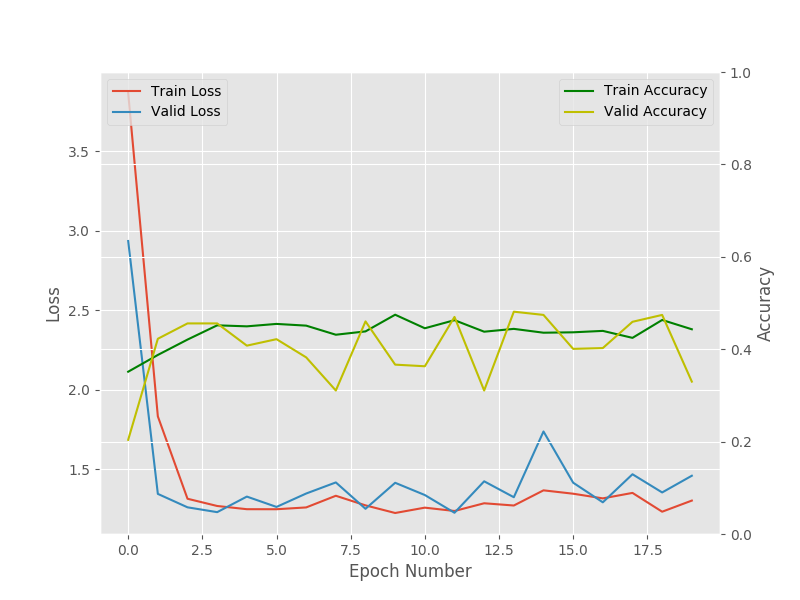 Train Loss
Valid Loss
Train Accuracy
Valid Accuracy
3.5
3.0
2.5
2.0
1.5
Loss
1.0
0.8
0.6
0.4
0.2
0.0
Accuracy
0.0 2.5 5.0 7.5 10.0 12.5 15.0 17.5
Epoch Number